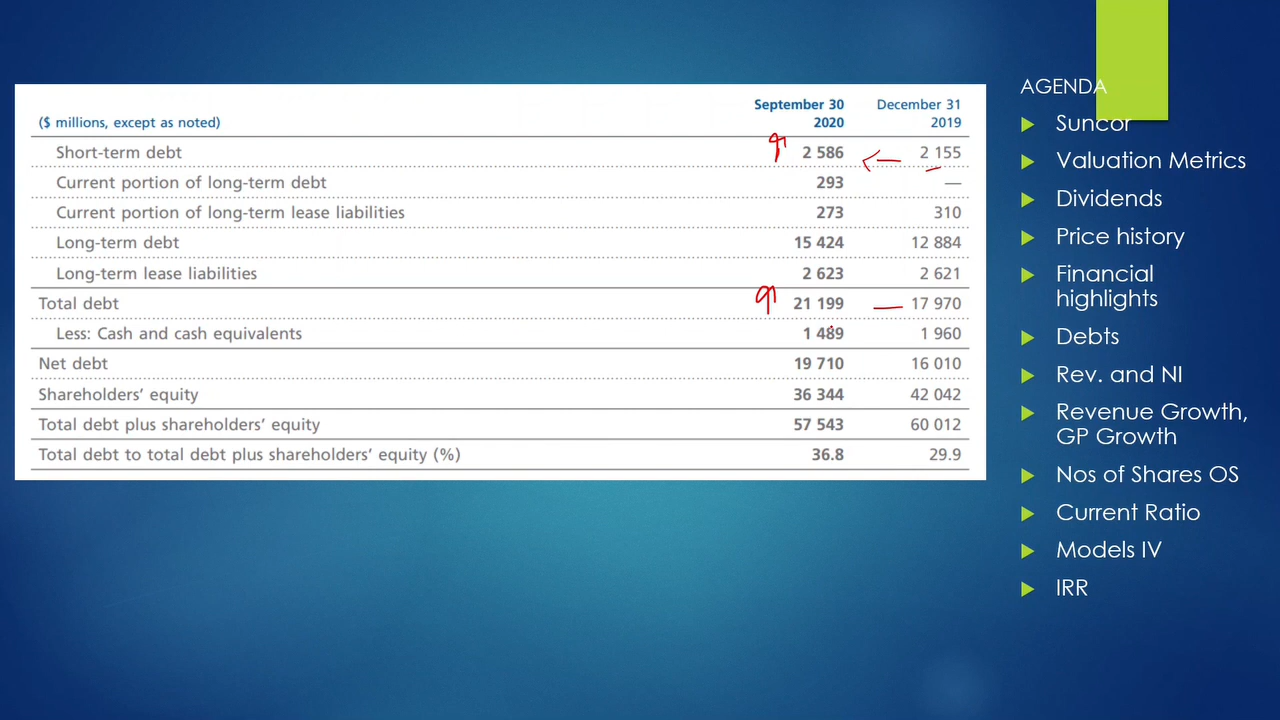 September 30 December 31
($ millions, except as noted) 2020 2019
Short-term debt 2 586 2 155
Current portion of long-term debt 293 —
Current portion of long-term lease liabilities 273 310
Long-term debt 15 424 12 884
Long-term lease liabilities 2 623 2 621
Total debt 21 199 17 970
Less: Cash and cash equivalents 1 489 1 960
Net debt 19 710 16 010
Shareholders’ equity 36 344 42 042
Total debt plus shareholders’ equity 57 543 60 012
Total debt to total debt plus shareholders’ equity (%) 36.8 29.9
AGENDA
Suncor
Valuation Metrics
Dividends
Price history
Financial
highlights
Debts
Rev. and NI
Revenue Growth,
GP Growth
Nos of Shares OS
Current Ratio
Models IV
IRR